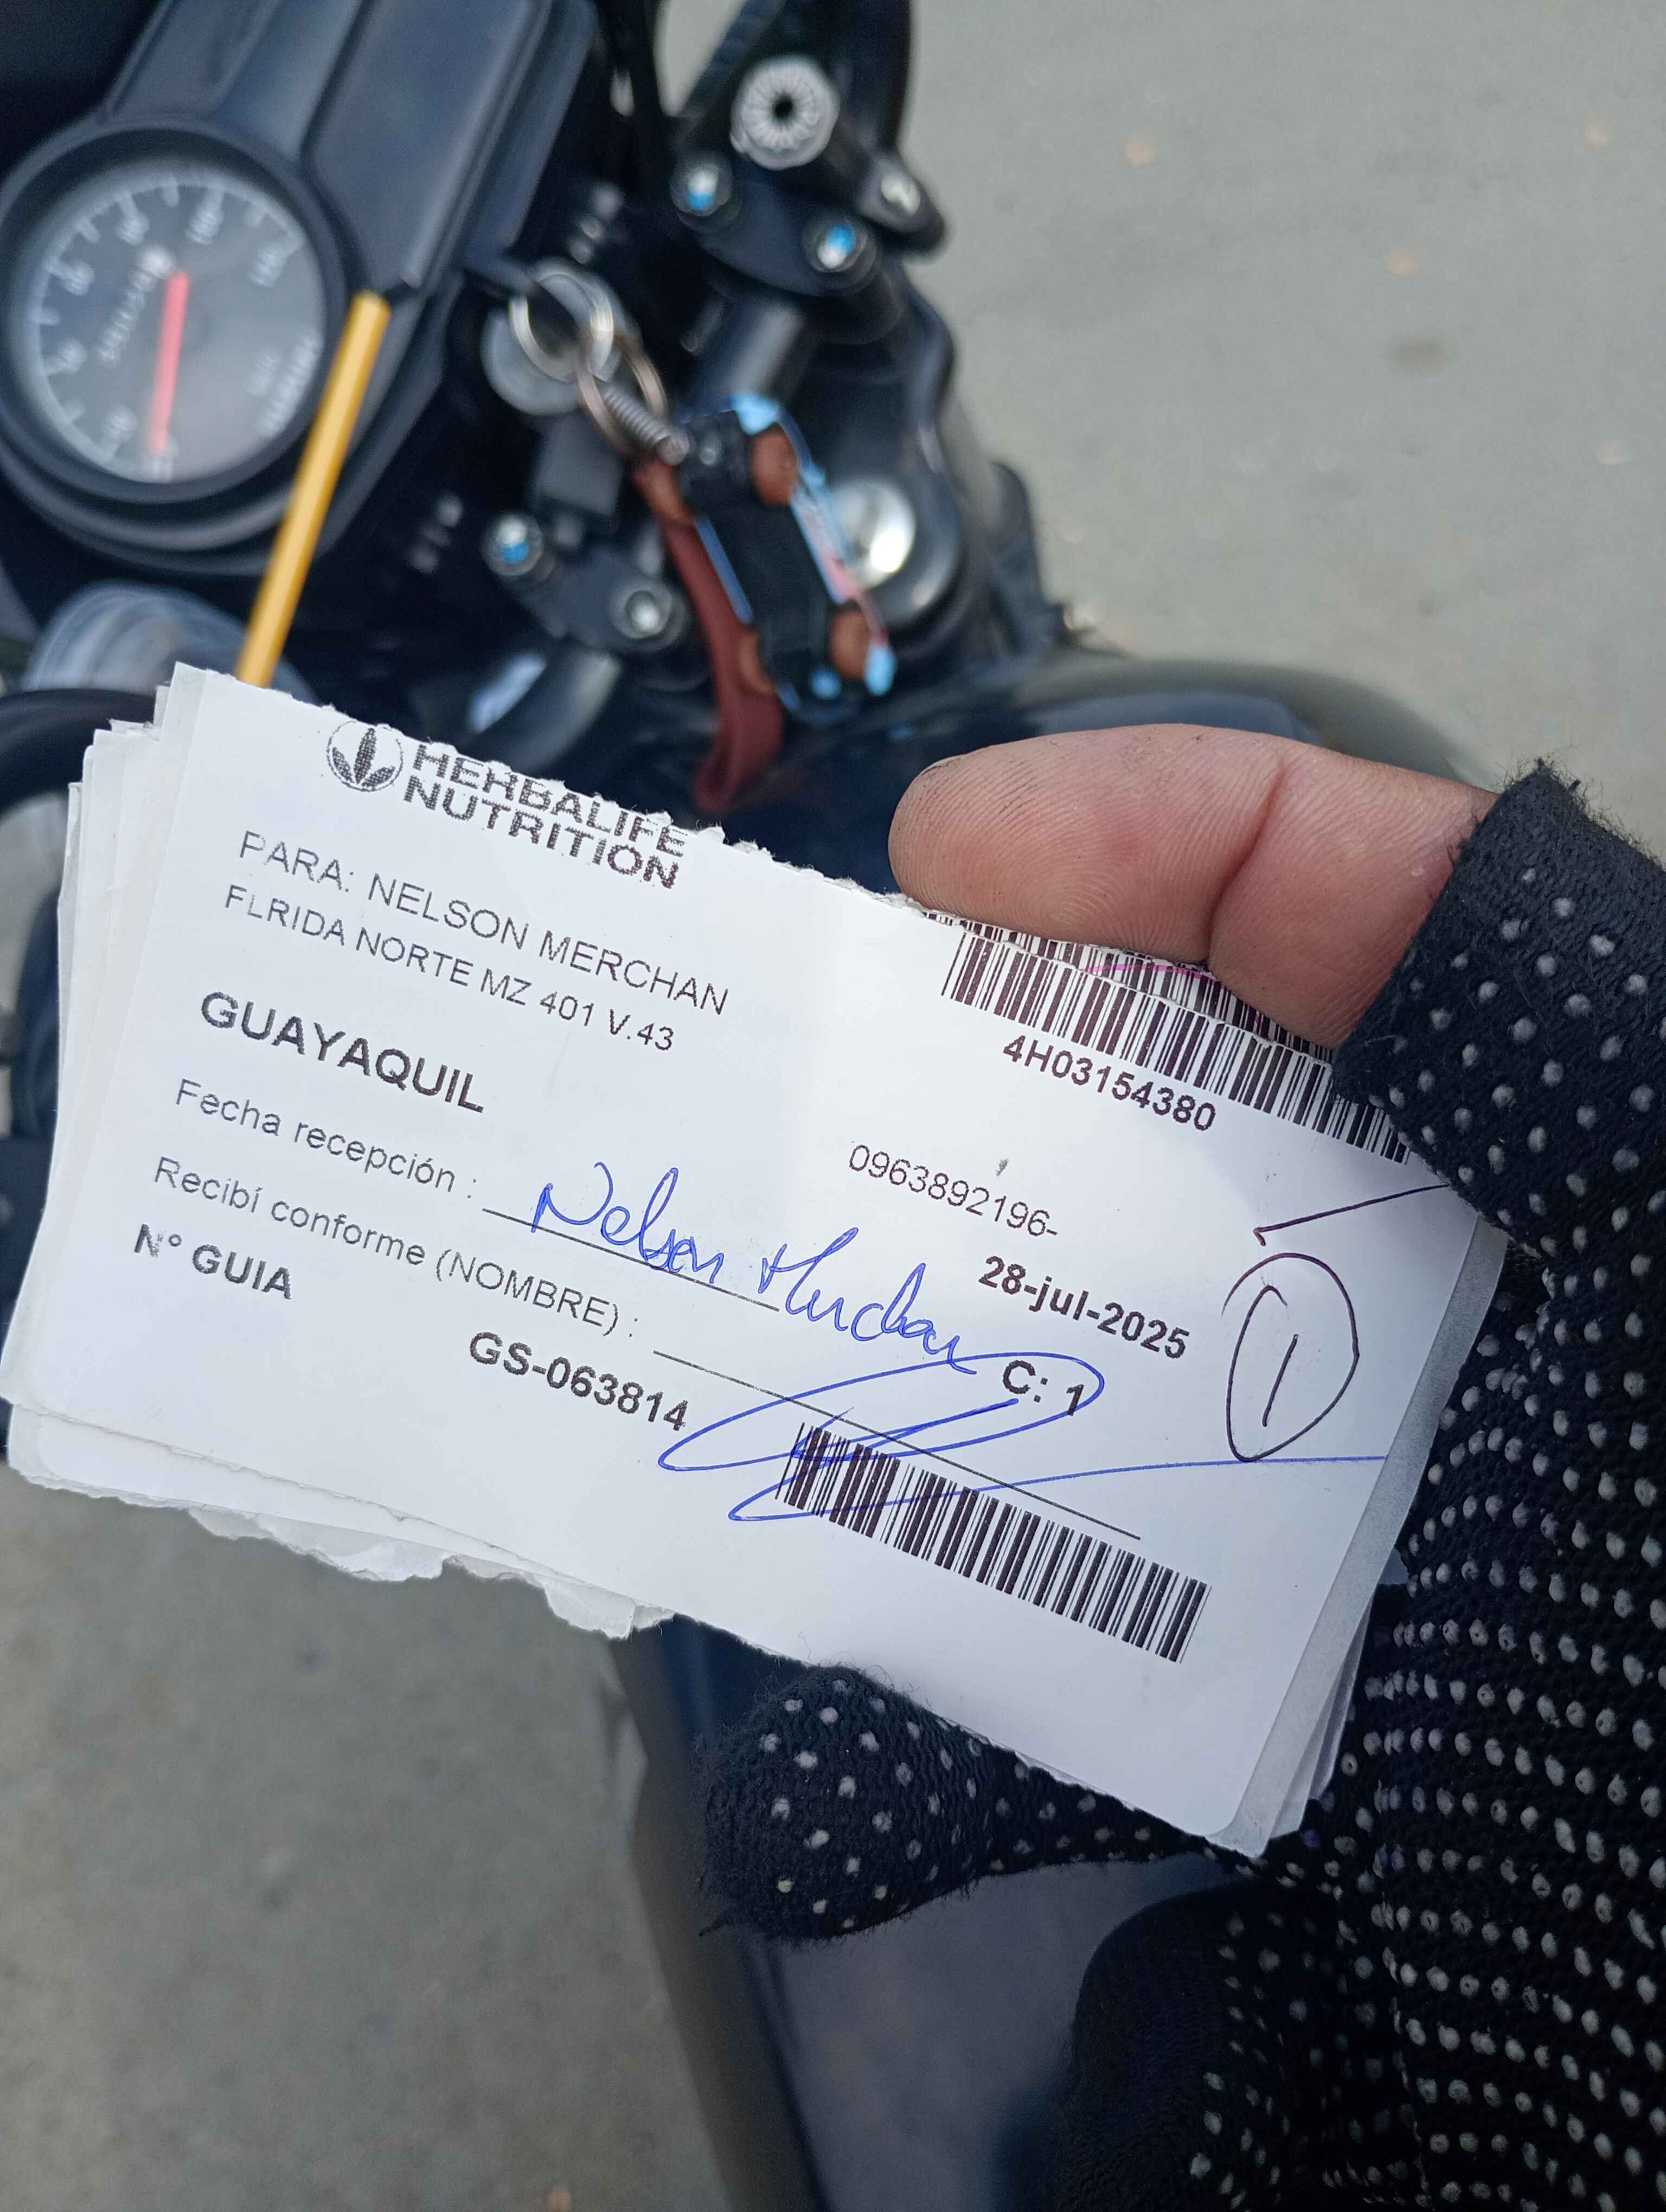 HERBALIFE
NUTRITION
PARA: NELSON MERCHAN
FLRIDA NORTE MZ 401 V.43
4H03154380
GUAYAQUIL
0963892196-
Fecha recepción :
Nelson Merchan
28-jul-2025
1
Recibí conforme (NOMBRE) :
C: 1
N° GUIA
GS-063814